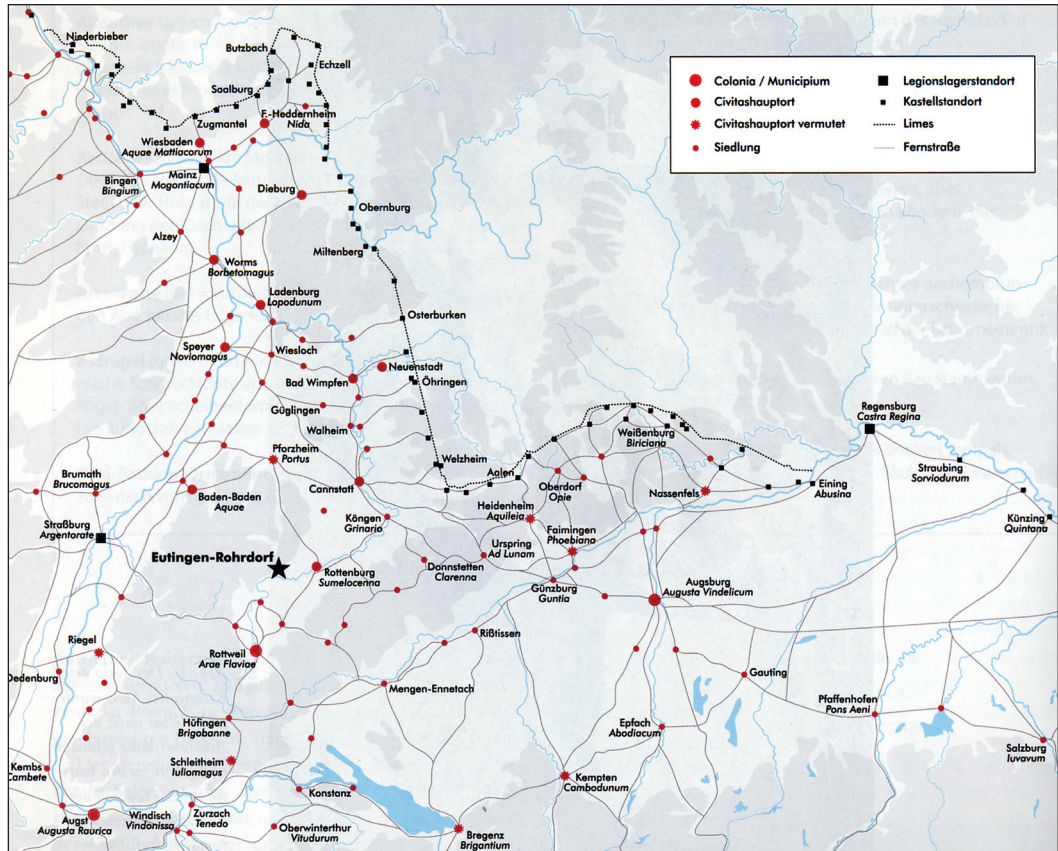 Niederbieber
Butzbach
Echzell
Saalburg
Zugmantel
F.-Heddernheim
Nida
Wiesbaden
Aquae Mattiacorum
Mainz
Mogontiacum
Bingen
Bingium
Dieburg
Obernburg
Alzey
Miltenberg
Worms
Borbetomagus
Ladenburg
Lopodunum
Osterburken
Speyer
Noviomagus
Wiesloch
Neuenstadt
Bad Wimpfen
Öhringen
Güglingen
Walheim
Pforzheim
Portus
Welzheim
Aalen
Weißenburg
Biriciana
Regensburg
Castra Regina
Straubing
Sorviodurum
Brumath
Brucomagus
Baden-Baden
Aquae
Cannstatt
Oberdorf
Opie
Nassenfels
Eining
Abusina
Künzing
Quintana
Straßburg
Argentorate
Köngen
Grinario
Heidenheim
Aquileia
Urspring
Ad Lunam
Faimingen
Phoebiana
Eutingen-Rohrdorf
Rottenburg
Sumelocenna
Donnstetten
Clarenna
Günzburg
Guntia
Augsburg
Augusta Vindelicum
Riegel
Rottweil
Arae Flaviae
Rißtissen
Oedenburg
Mengen-Ennetach
Gauting
Hüfingen
Brigobanne
Epfach
Abodiacum
Pfaffenhofen
Pons Aeni
Kembs
Cambete
Schleitheim
Iuliomagus
Kempten
Cambodunum
Salzburg
Iuvavum
Konstanz
Augst
Augusta Raurica
Windisch
Vindonissa
Zurzach
Tenedo
Oberwinterthur
Vitudurum
Bregenz
Brigantium
Colonia / Municipium
Civitashauptort
Civitashauptort vermutet
Siedlung
Legionslagerstandort
Kastellstandort
Limes
Fernstraße